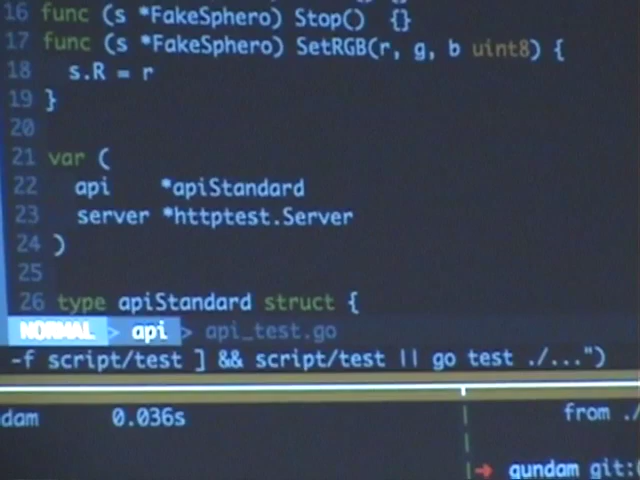 16 func (s *FakeSphero) Stop() {}
17 func (s *FakeSphero) SetRGB(r, g, b uint8) {
18 s.R = r
19 }
20
21 var (
22 api *apiStandard
23 server *httptest.Server
24 )
25
26 type apiStandard struct {
NORMAL > api > api_test.go
-f script/test ] && script/test || go test ./...")
dam 0.036s
from ./
➜ gundam git:(